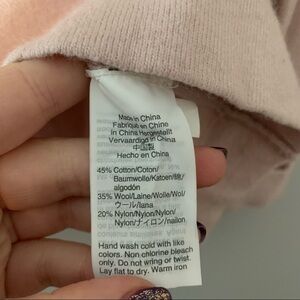 Made in China
Fabriqué en Chine
in China Hergestellt
Vervaardigd in China
中国製
Hecho en China
45% Cotton/Coton/
Baumwolle/Katoen/綿/
algodón
35% Wool/Laine/Wolle/Wol/
ウール/lana
20% Nylon/Nylon/Nylon/
Nylon/ナイロン/nailon
Hand wash cold with like
colors. Non chlorine bleach
only. Do not wring or twist.
Lay flat to dry. Warm iron